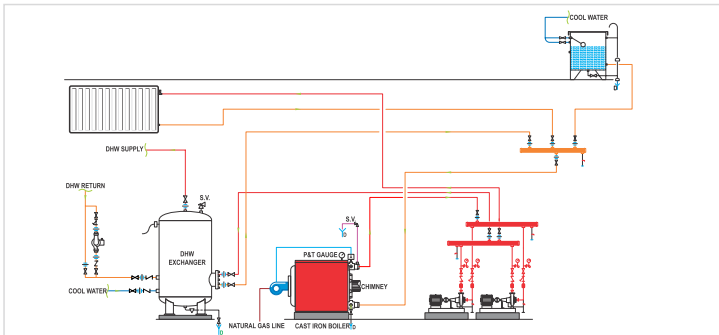 COOL WATER
DHW SUPPLY
DHW RETURN
S.V.
S.V.
DHW
EXCHANGER
P&T GAUGE
CHIMNEY
COOL WATER
NATURAL GAS LINE
CAST IRON BOILER
D
D
D
D